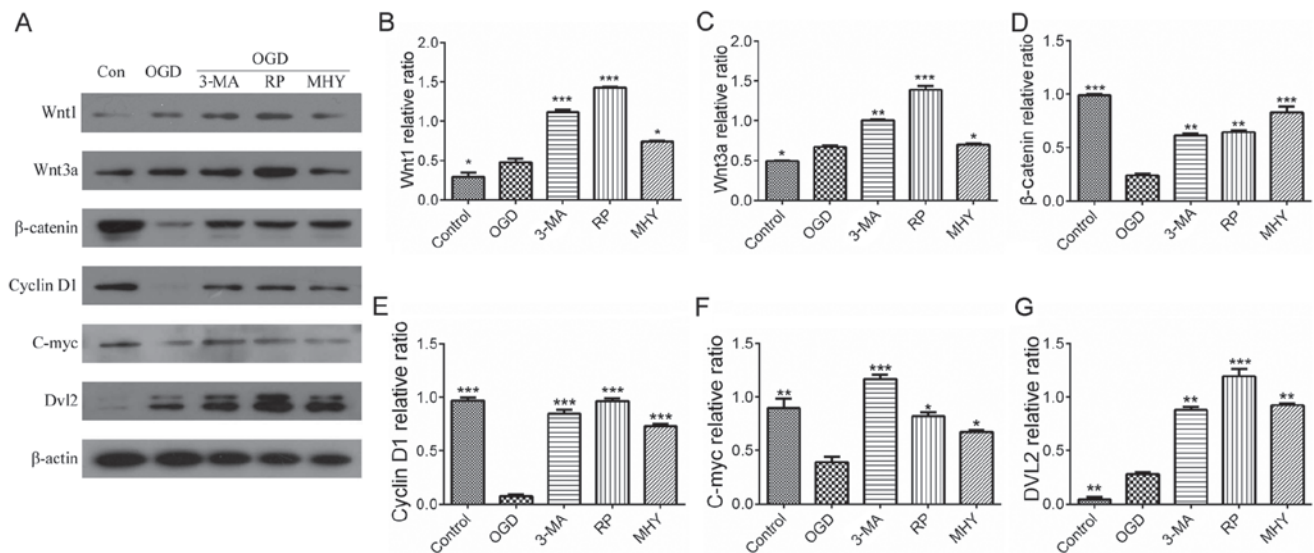 A
OGD
Con OGD 3-MA RP MHY
Wnt1
Wnt3a
β-catenin
Cyclin D1
C-myc
Dvl2
β-actin
B
Wnt1 relative ratio
2.0
1.5
1.0
0.5
0.0
*
***
***
*
Control OGD 3-MA RP MHY
C
Wnt3a relative ratio
2.0
1.5
1.0
0.5
0.0
*
**
***
*
Control OGD 3-MA RP MHY
D
β-Catenin relative ratio
1.5
1.0
0.5
0.0
***
**
**
***
Control OGD 3-MA RP MHY
E
Cyclin D1 relative ratio
1.5
1.0
0.5
0.0
***
***
***
***
Control OGD 3-MA RP MHY
F
C-myc relative ratio
1.5
1.0
0.5
0.0
**
***
*
*
Control OGD 3-MA RP MHY
G
DVL2 relative ratio
1.5
1.0
0.5
0.0
**
**
***
**
Control OGD 3-MA RP MHY